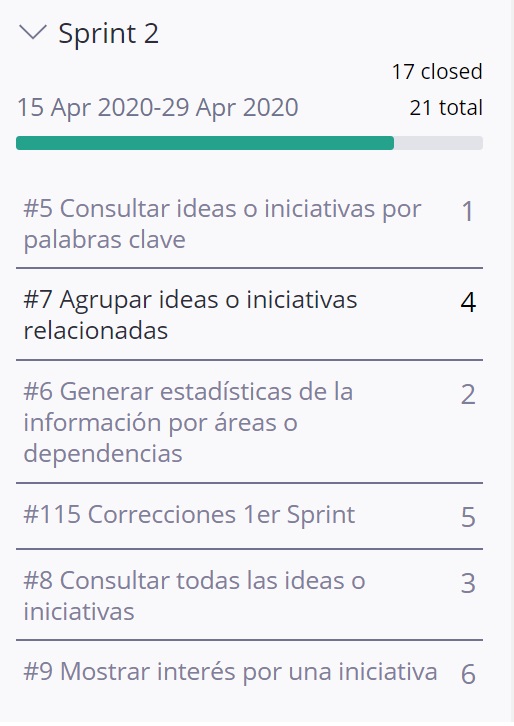 Sprint 2
17 closed
15 Apr 2020-29 Apr 2020
21 total
#5 Consultar ideas o iniciativas por
palabras clave
1
#7 Agrupar ideas o iniciativas
relacionadas
4
#6 Generar estadísticas de la
información por áreas o
dependencias
2
#115 Correcciones 1er Sprint
5
#8 Consultar todas las ideas o
iniciativas
3
#9 Mostrar interés por una iniciativa
6